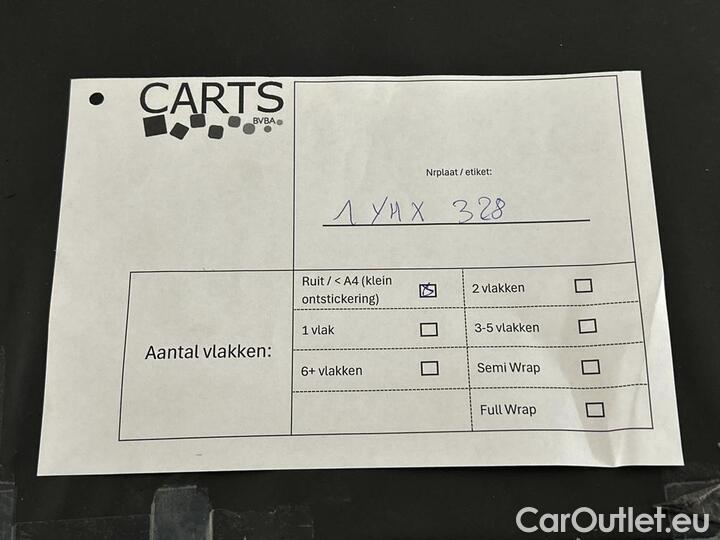 CARTS
BVBA
Nrplaat / etiket:
1 YHX 328
Aantal vlakken:
Ruit / < A4 (klein
ontstickering)
2 vlakken
1 vlak
3-5 vlakken
6+ vlakken
Semi Wrap
Full Wrap
CarOutlet.eu